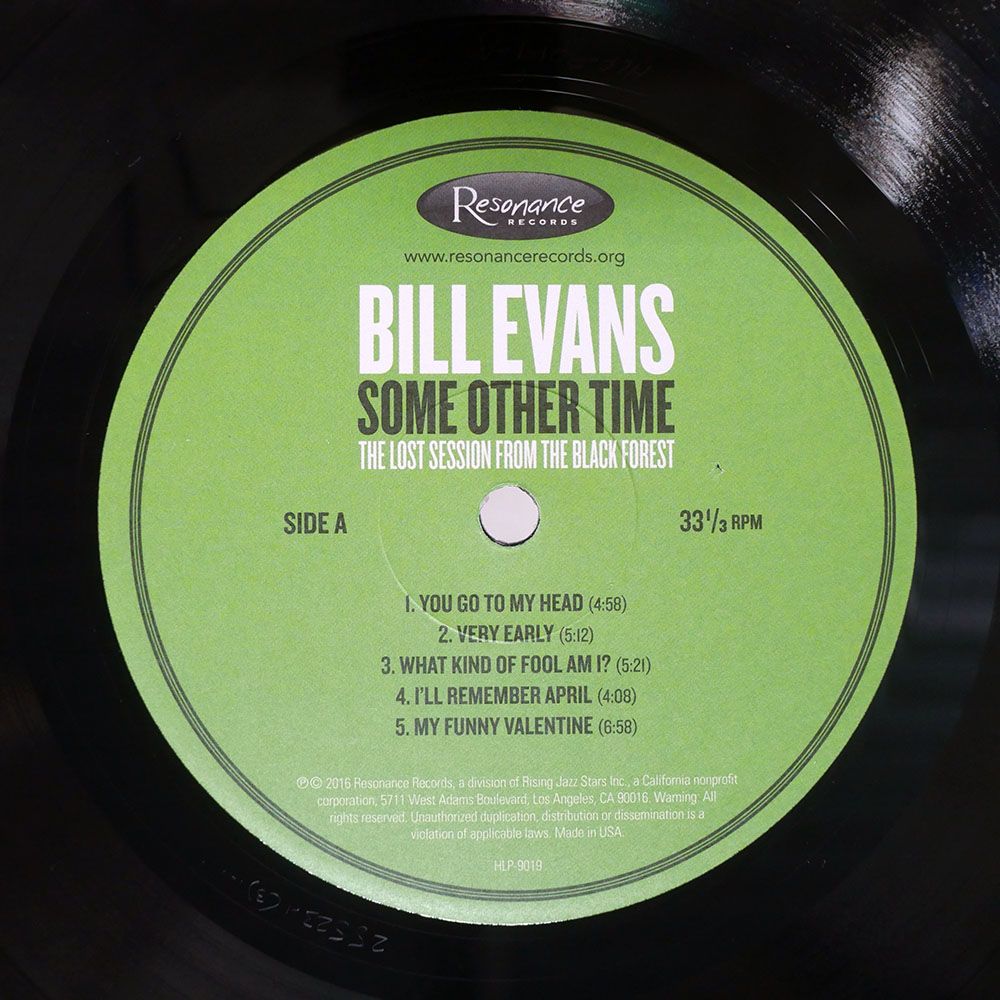 Resonance
RECORDS
www.resonancerecords.org
BILL EVANS
SOME OTHER TIME
THE LOST SESSION FROM THE BLACK FOREST
SIDE A
33 1/3 RPM
1. YOU GO TO MY HEAD (4:58)
2. VERY EARLY (5:12)
3. WHAT KIND OF FOOL AM I? (5:21)
4. I'LL REMEMBER APRIL (4:08)
5. MY FUNNY VALENTINE (6:58)
℗© 2016 Resonance Records, a division of Rising Jazz Stars Inc., a California nonprofit
corporation, 5711 West Adams Boulevard, Los Angeles, CA 90016. Warning: All
rights reserved. Unauthorized duplication, distribution or dissemination is a
violation of applicable laws. Made in USA.
HLP-9019